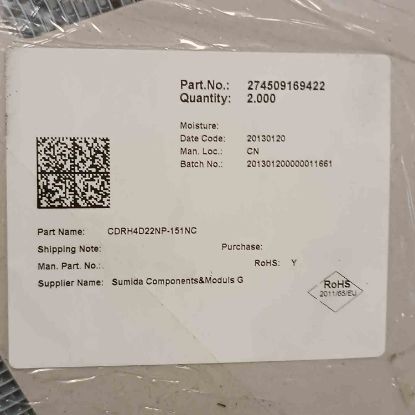 Part.No.: 274509169422
Quantity: 2.000
Moisture:
Date Code: 20130120
Man. Loc.: CN
Batch No.: 201301200000011661
Part Name: CDRH4D22NP-151NC
Shipping Note: Purchase:
Man. Part. No.: RoHS: Y
Supplier Name: Sumida Components&Moduls G
RoHS
2011/65/EU